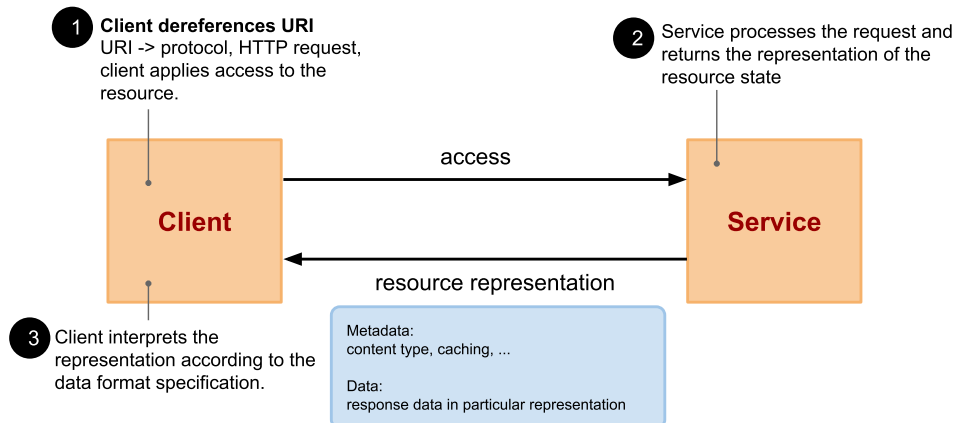 1
Client dereferences URI
URI -> protocol, HTTP request,
client applies access to the
resource.
2
Service processes the request and
returns the representation of the
resource state
access
Client
Service
resource representation
3
Client interprets the
representation according to the
data format specification.
Metadata:
content type, caching, ...
Data:
response data in particular representation